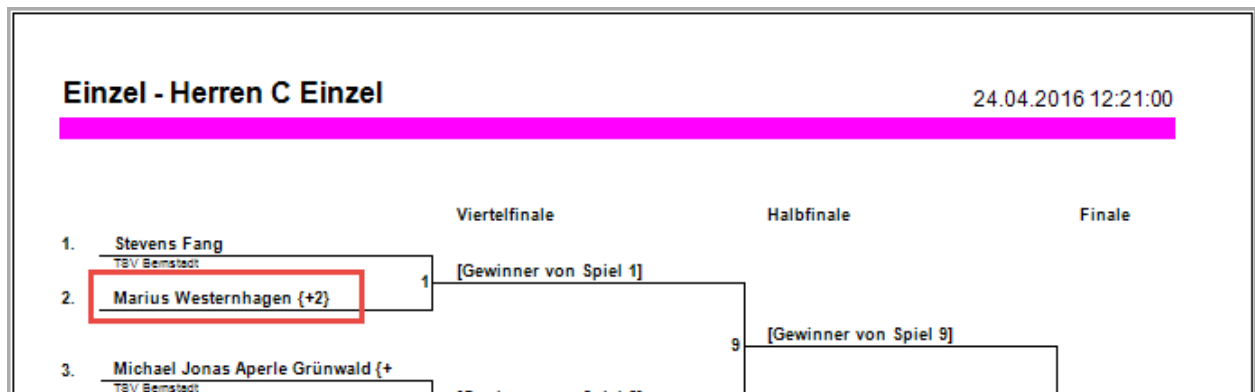 Einzel - Herren C Einzel
24.04.2016 12:21:00
Viertelfinale
Halbfinale
Finale
1. Stevens Fang
TSV Bernstadt
1
[Gewinner von Spiel 1]
2. Marius Westernhagen {+2}
9
[Gewinner von Spiel 9]
3. Michael Jonas Aperle Grünwald {+
TSV Bernstadt